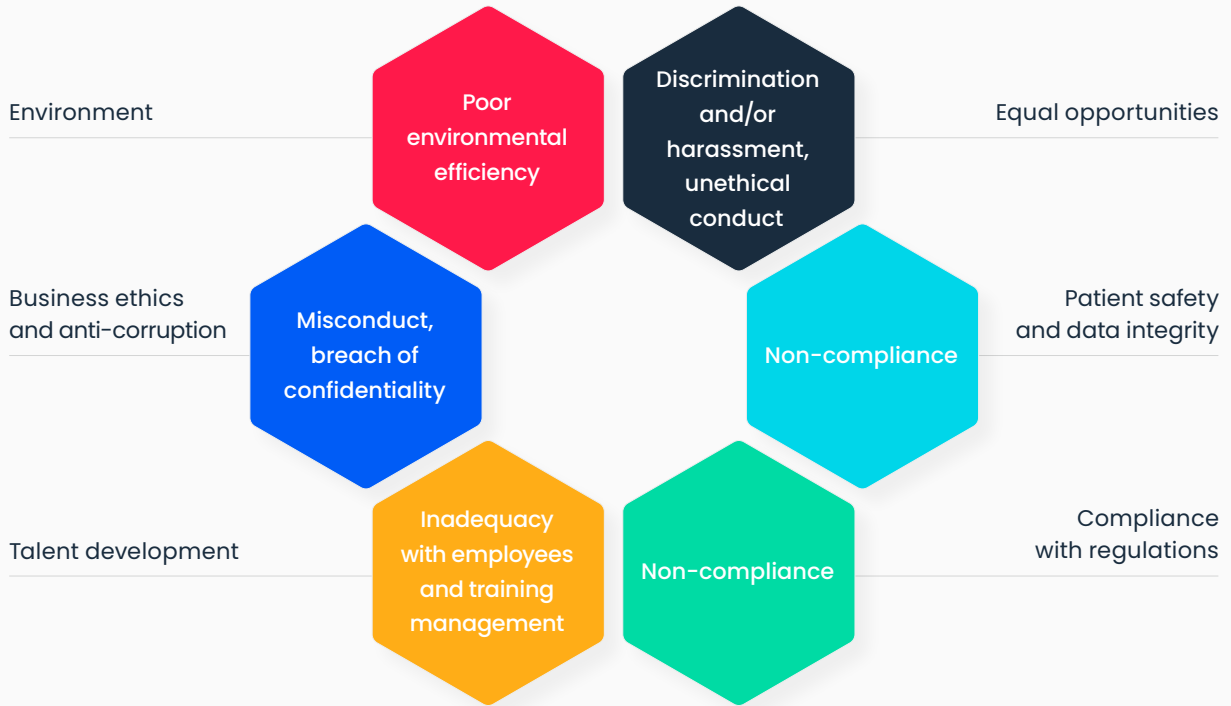 Environment
Poor
environmental
efficiency
Discrimination
and/or
harassment,
unethical
conduct
Equal opportunities
Business ethics
and anti-corruption
Misconduct,
breach of
confidentiality
Non-compliance
Patient safety
and data integrity
Talent development
Inadequacy
with employees
and training
management
Non-compliance
Compliance
with regulations